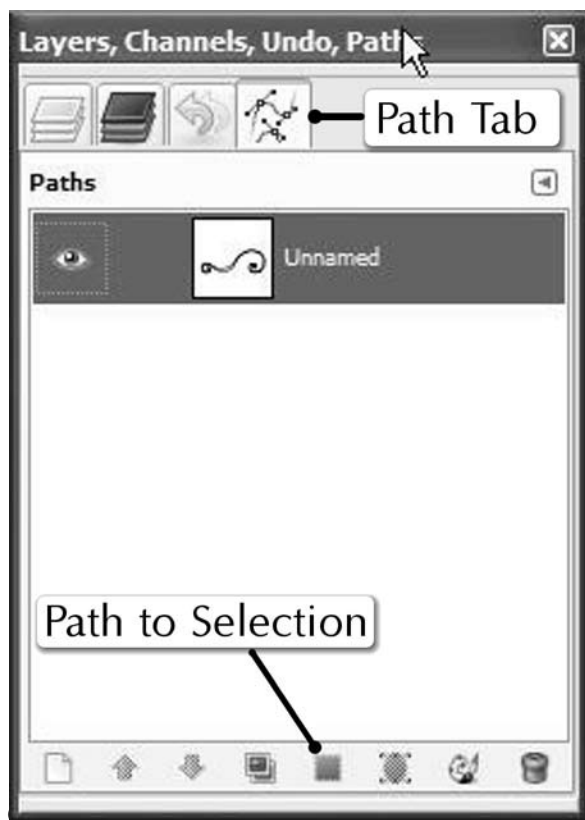 Layers, Channels, Undo, Paths
Path Tab
Paths
Unnamed
Path to Selection